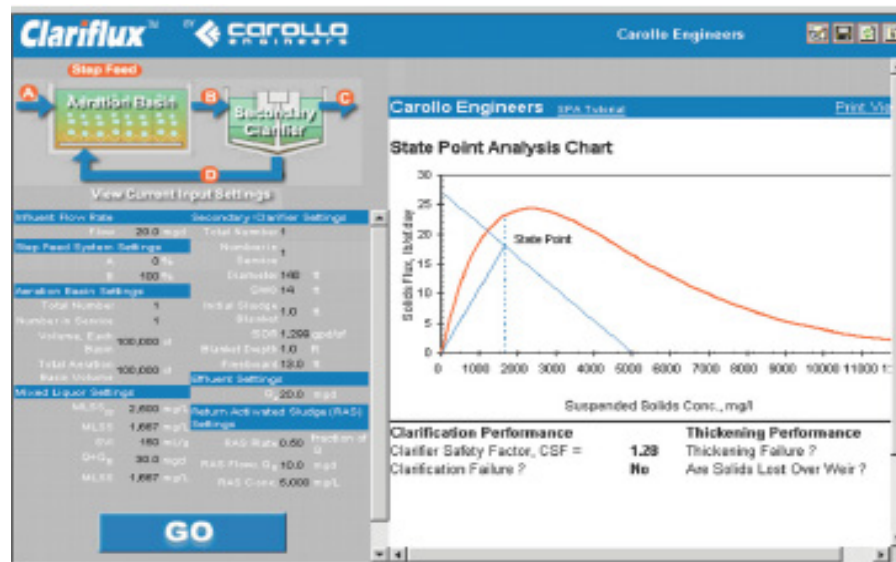 Clariflux™ BY carollo engineers
Carollo Engineers
Step Feed
A
Aeration Basin
B
Secondary Clarifier
C
D
View Current Input Settings
Influent Flow Rate
Flow 20.0 mgd
Step Feed System Settings
A 0 %
B 100 %
Aeration Basin Settings
Total Number 1
Number in Service 1
Volume, Each Basin 100,000 cf
Total Aeration Basin Volume 100,000 cf
Mixed Liquor Settings
2,600 mg/L
MLSS 1,667 mg/L
SVI 150 mL/g
30.0 mgd
MLSS 1,667 mg/L
Secondary Clarifier Settings
Total Number 1
Number in Service 1
Diameter 140 ft
SWD 14 ft
Initial Sludge Blanket 1.0 ft
SOR 1,299 gpd/sf
Blanket Depth 1.0 ft
Freeboard 13.0 ft
Effluent Settings
20.0 mgd
Return Activated Sludge (RAS) Settings
RAS Rate 0.50 fraction of Q
RAS Flow, 10.0 mgd
RAS Conc 5,000 mg/L
GO
Carollo Engineers SPA Tutorial Print
State Point Analysis Chart
Solids Flux, lb/sf day
30
25
20
15
10
5
0
State Point
0 1000 2000 3000 4000 5000 6000 7000 8000 9000 10000 11000
Suspended Solids Conc., mg/l
Clarification Performance
Clarifier Safety Factor, CSF = 1.28
Clarification Failure ? No
Thickening Performance
Thickening Failure ?
Are Solids Lost Over Weir ?